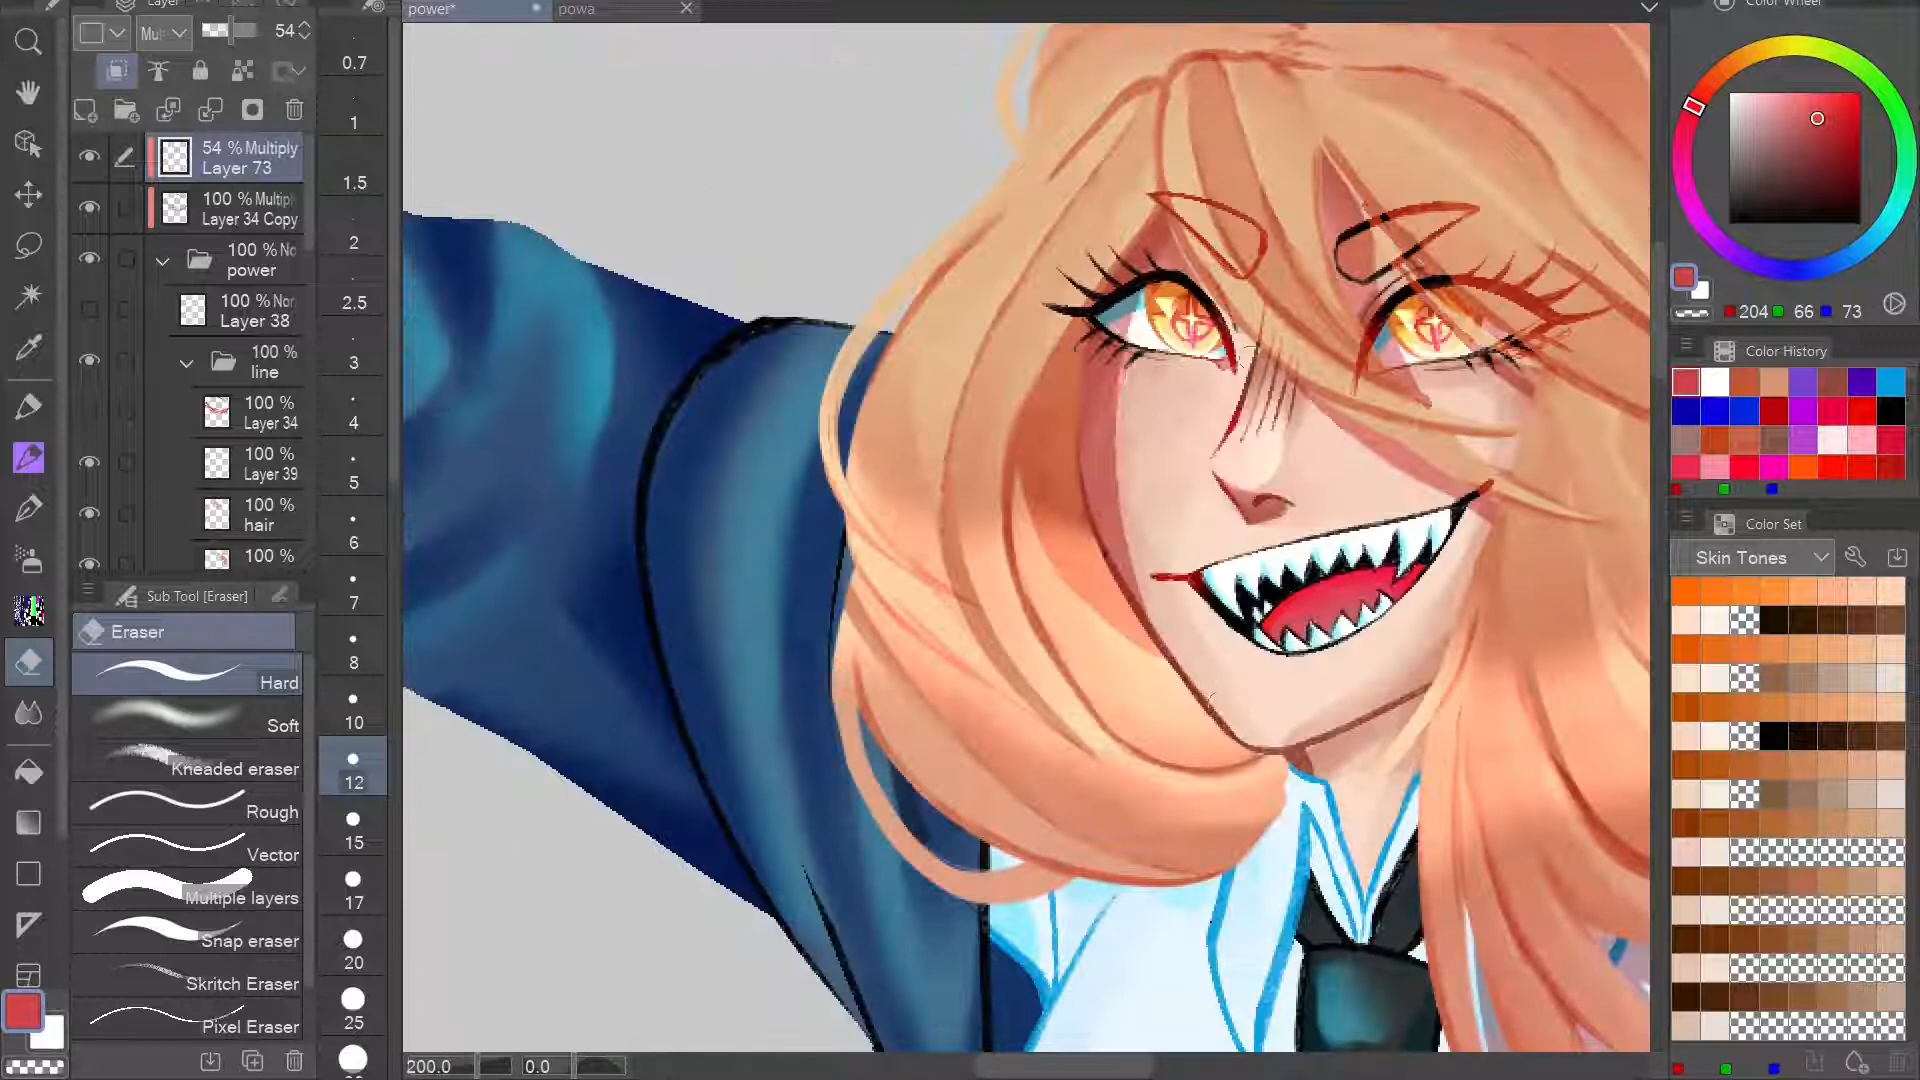 Layer
power*
powa
Color Wheel
Mul
54
0.7
1
1.5
2
2.5
3
4
5
6
7
8
10
12
15
17
20
25
54 % Multiply
Layer 73
100 % Multipl
Layer 34 Copy
100 % No
power
100 % Nor
Layer 38
100 %
line
100 %
Layer 34
100 %
Layer 39
100 %
hair
100 %
Sub Tool [Eraser]
Eraser
Hard
Soft
Kneaded eraser
Rough
Vector
Multiple layers
Snap eraser
Skritch Eraser
Pixel Eraser
200.0
0.0
204 66 73
Color History
Color Set
Skin Tones